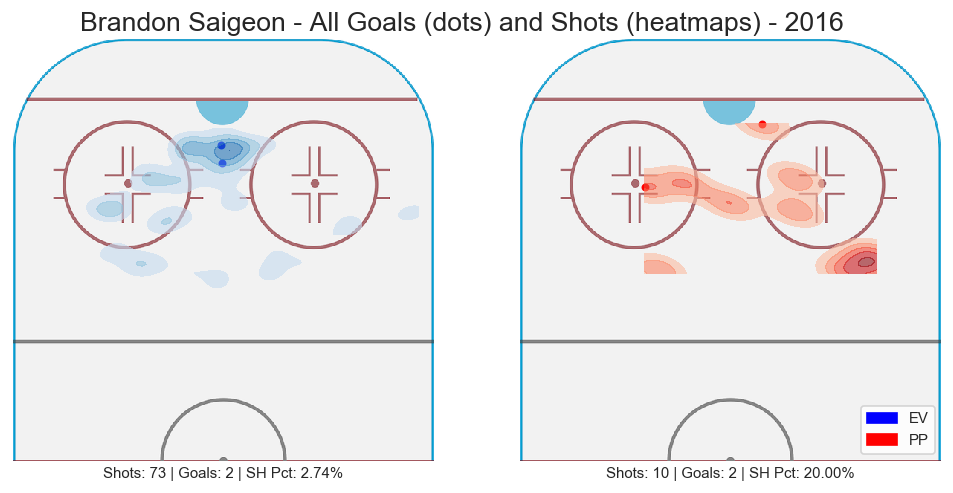 Brandon Saigeon - All Goals (dots) and Shots (heatmaps) - 2016
EV
PP
Shots: 73 | Goals: 2 | SH Pct: 2.74%
Shots: 10 | Goals: 2 | SH Pct: 20.00%